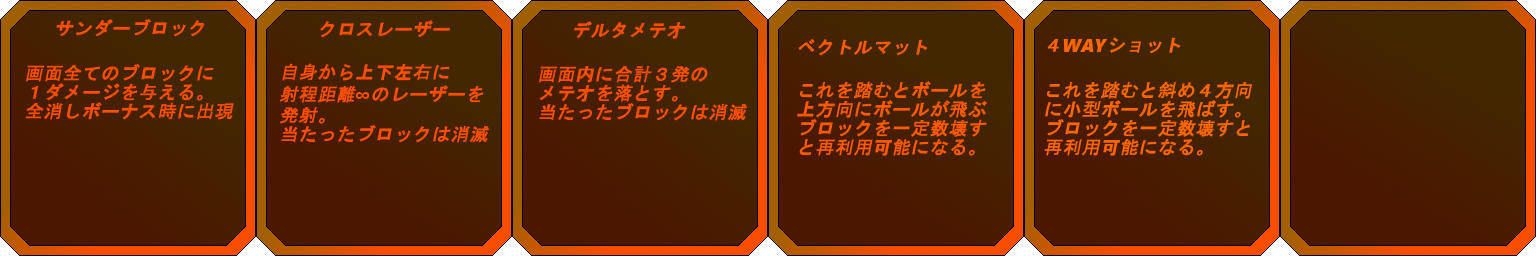 サンダーブロック
画面全てのブロックに
１ダメージを与える。
全消しボーナス時に出現
クロスレーザー
自身から上下左右に
射程距離∞のレーザーを
発射。
当たったブロックは消滅
デルタメテオ
画面内に合計３発の
メテオを落とす。
当たったブロックは消滅
ベクトルマット
これを踏むとボールを
上方向にボールが飛ぶ
ブロックを一定数壊す
と再利用可能になる。
４WAYショット
これを踏むと斜め４方向
に小型ボールを飛ばす。
ブロックを一定数壊すと
再利用可能になる。